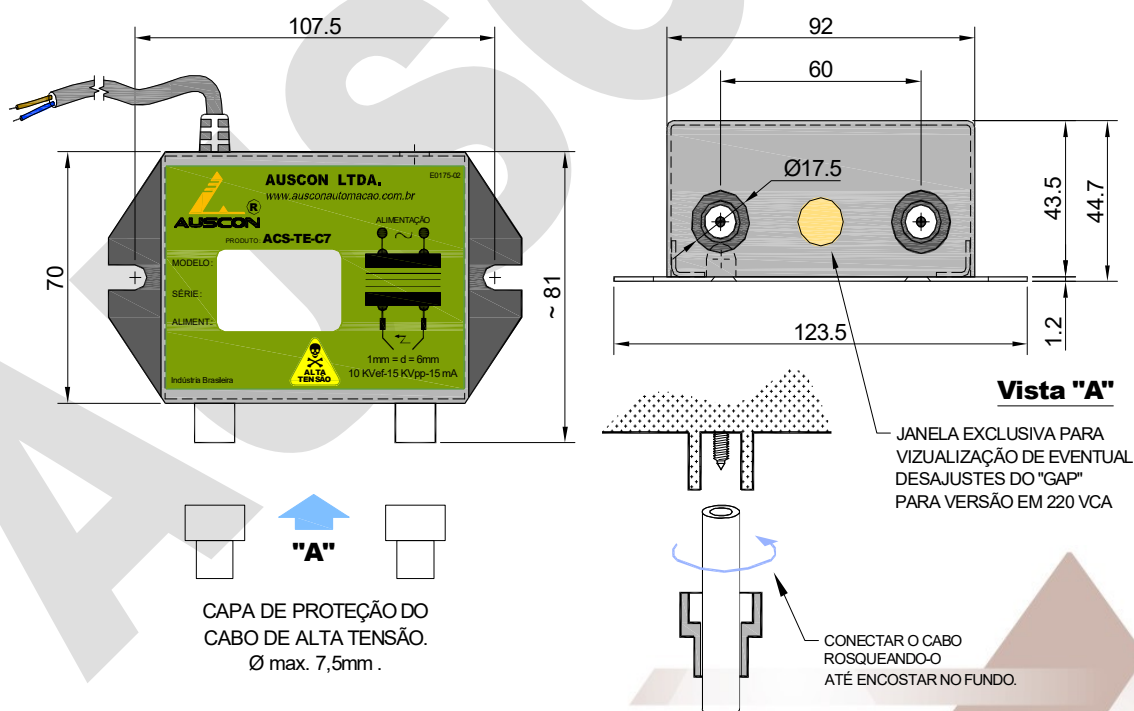 107.5
92
60
Ø17.5
43.5
44.7
1.2
123.5
70
~ 81
AUSCON LTDA.
E0175-02
www.ausconautomacao.com.br
AUSCON ®
ALIMENTAÇÃO
PRODUTO: ACS-TE-C7
MODELO:
SÉRIE:
ALIMENT.:
ALTA
TENSÃO
1mm = d = 6mm
10 KVef-15 KVpp-15 mA
Indústria Brasileira
Vista "A"
JANELA EXCLUSIVA PARA
VIZUALIZAÇÃO DE EVENTUAL
DESAJUSTES DO "GAP"
PARA VERSÃO EM 220 VCA
"A"
CAPA DE PROTEÇÃO DO
CABO DE ALTA TENSÃO.
Ø max. 7,5mm .
CONECTAR O CABO
ROSQUEANDO-O
ATÉ ENCOSTAR NO FUNDO.